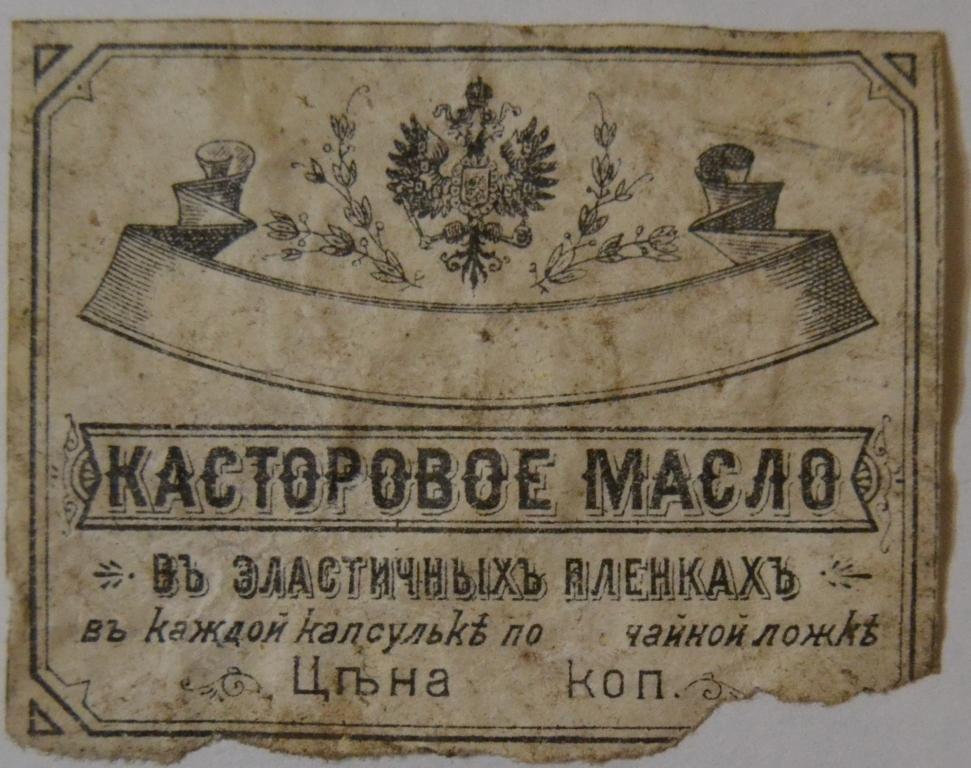 КАСТОРОВОЕ МАСЛО
ВЪ ЭЛАСТИЧНЫХЪ ПЛЕНКАХЪ
въ каждой капсулькѣ по чайной ложкѣ
Цѣна коп.